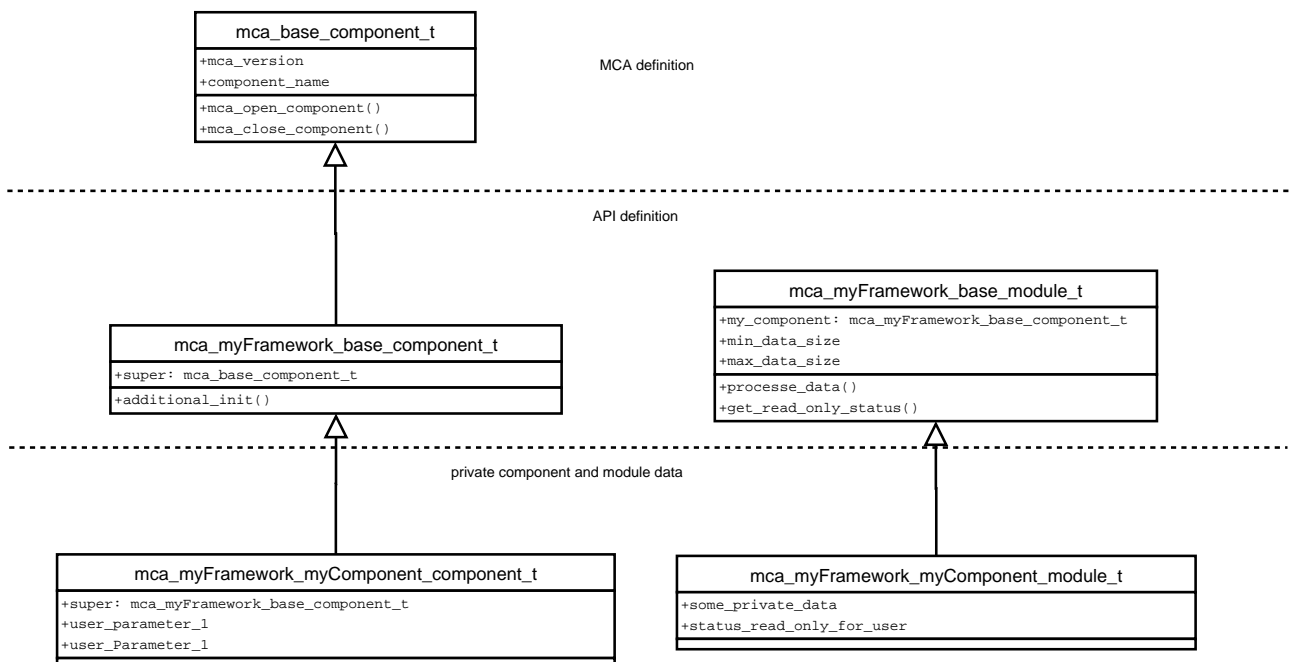 mca_base_component_t
+mca_version
+component_name
+mca_open_component()
+mca_close_component()
MCA definition
API definition
mca_myFramework_base_component_t
+super: mca_base_component_t
+additional_init()
mca_myFramework_base_module_t
+my_component: mca_myFramework_base_component_t
+min_data_size
+max_data_size
+processe_data()
+get_read_only_status()
private component and module data
mca_myFramework_myComponent_component_t
+super: mca_myFramework_base_component_t
+user_parameter_1
+user_Parameter_1
mca_myFramework_myComponent_module_t
+some_private_data
+status_read_only_for_user